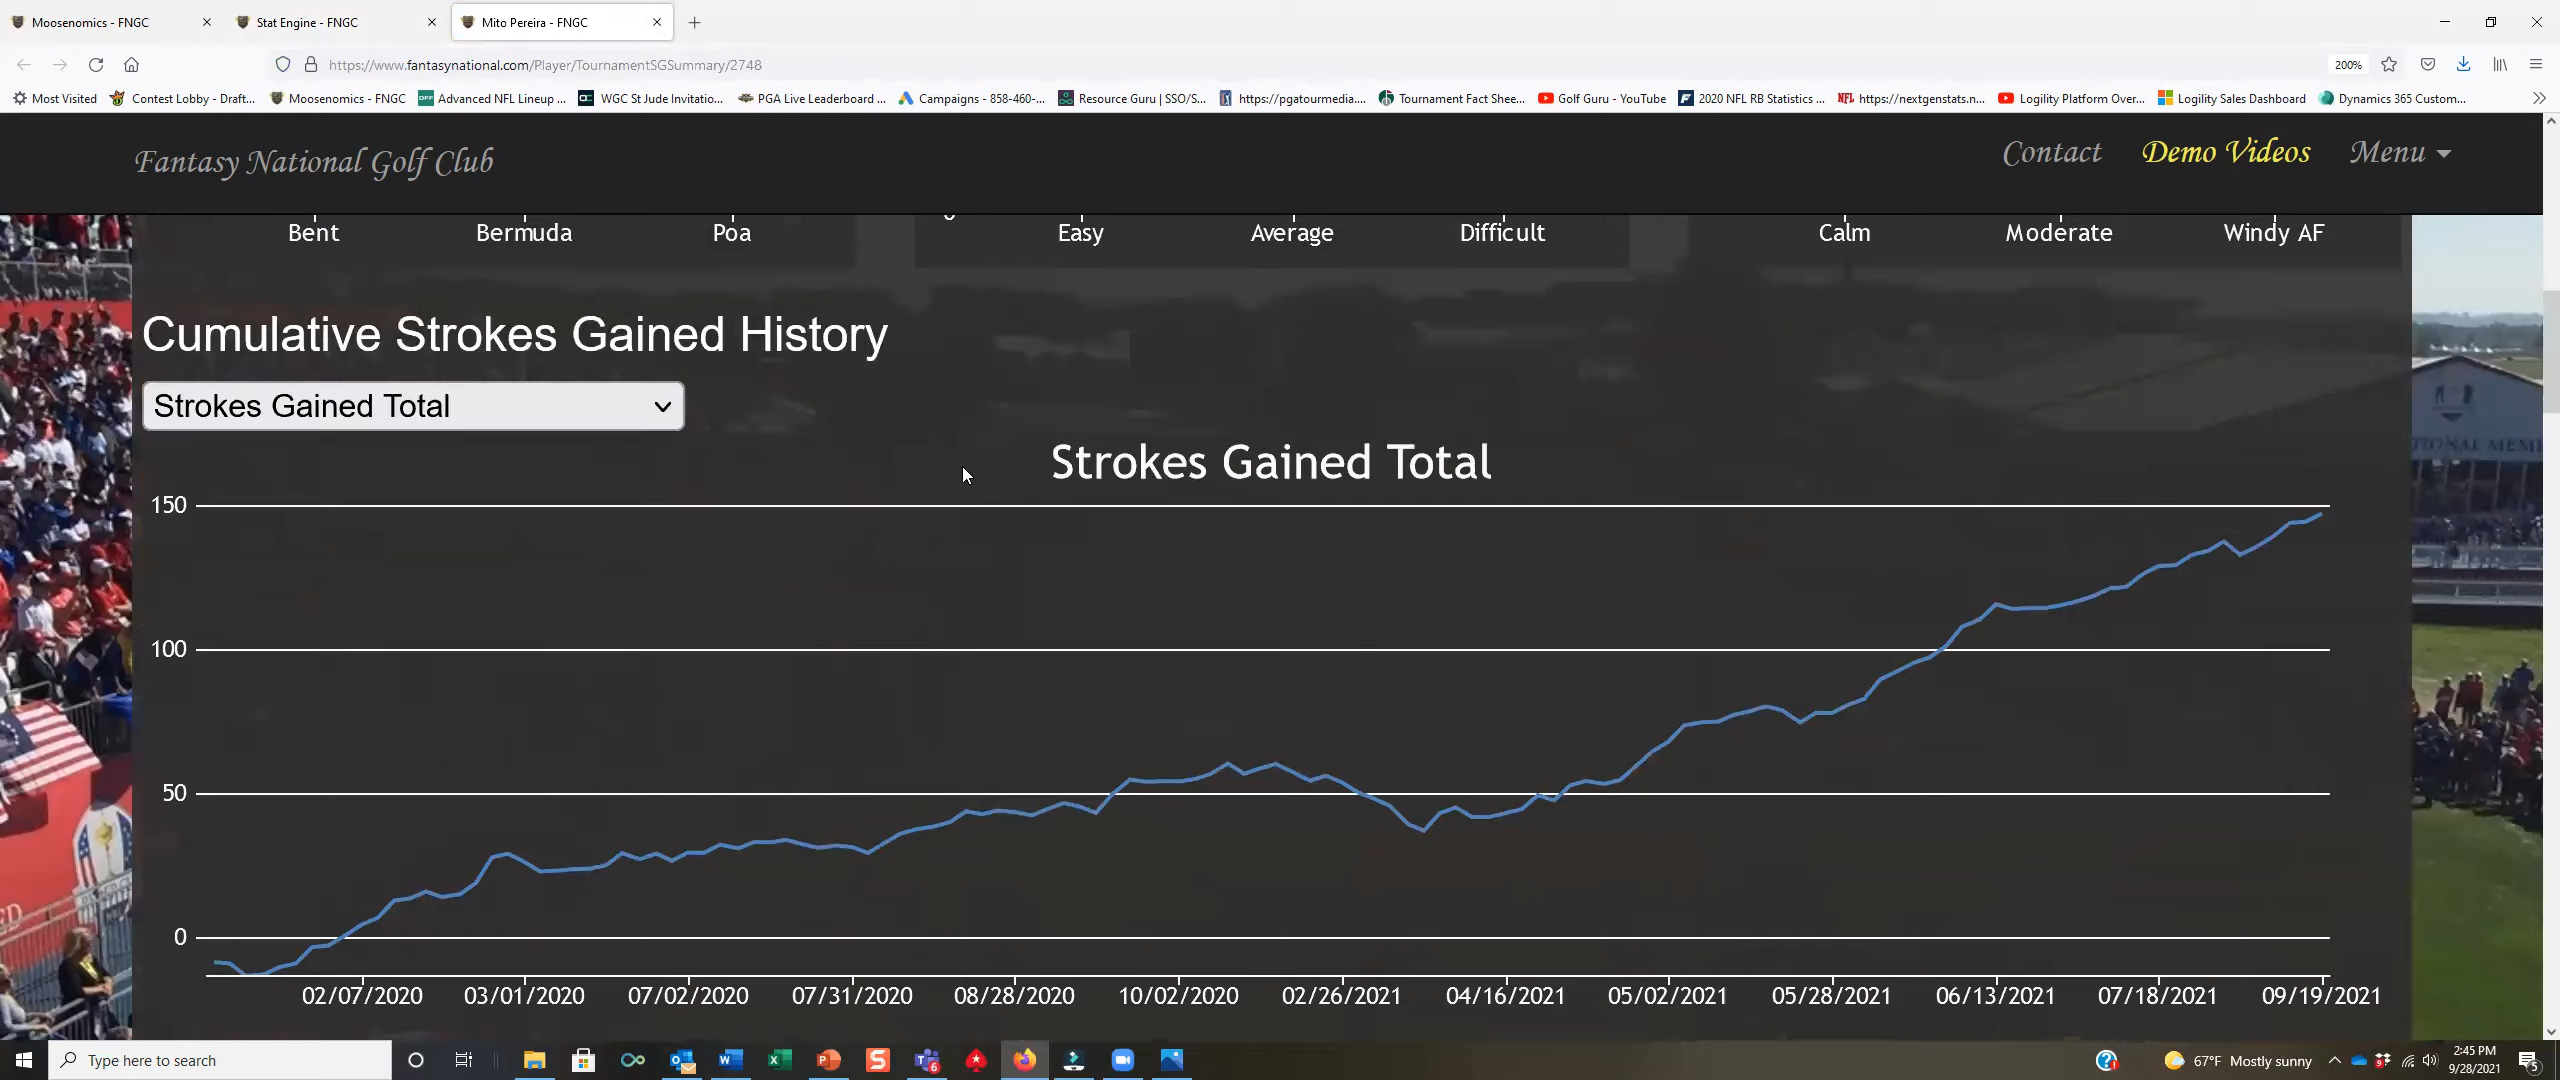 Moosenomics - FNGC
Stat Engine - FNGC
Mito Pereira - FNGC
https://www.fantasynational.com/Player/TournamentSGSummary/2748
200%
Most Visited
Contest Lobby - Draft...
Moosenomics - FNGC
Advanced NFL Lineup ...
WGC St Jude Invitatio...
PGA Live Leaderboard ...
Campaigns - 858-460-...
Resource Guru | SSO/S...
https://pgatourmedia....
Tournament Fact Shee...
Golf Guru - YouTube
2020 NFL RB Statistics ...
https://nextgenstats.n...
Logility Platform Over...
Logility Sales Dashboard
Dynamics 365 Custom...
Fantasy National Golf Club
Contact
Demo Videos
Menu
Bent
Bermuda
Poa
Easy
Average
Difficult
Calm
Moderate
Windy AF
Cumulative Strokes Gained History
Strokes Gained Total
Strokes Gained Total
150
100
50
0
02/07/2020
03/01/2020
07/02/2020
07/31/2020
08/28/2020
10/02/2020
02/26/2021
04/16/2021
05/02/2021
05/28/2021
06/13/2021
07/18/2021
09/19/2021
Type here to search
67°F Mostly sunny
2:45 PM
9/28/2021